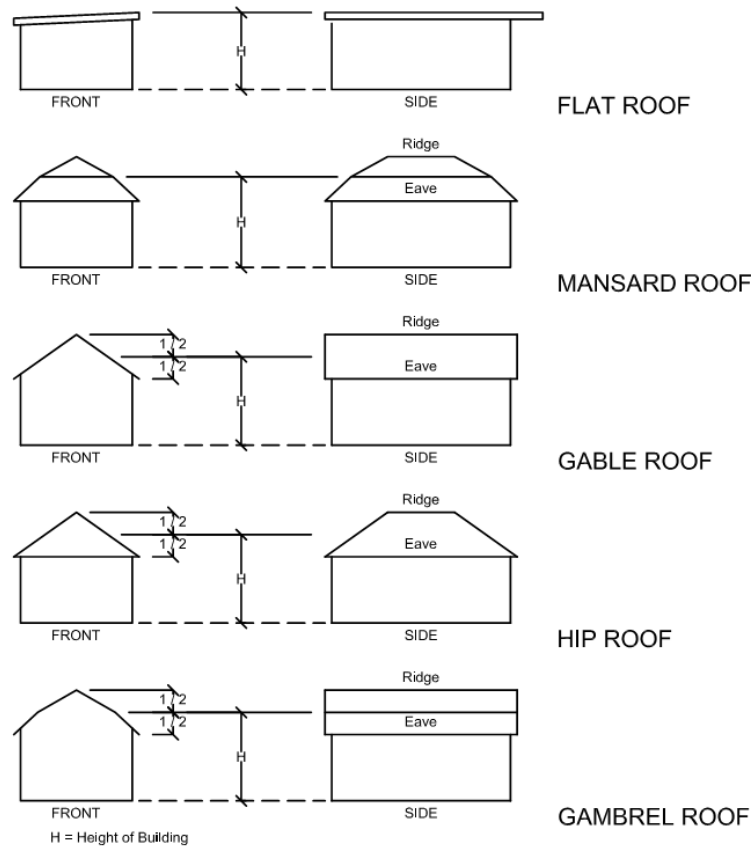 H
FRONT
SIDE
FLAT ROOF
Ridge
Eave
H
FRONT
SIDE
MANSARD ROOF
Ridge
1/2
1/2
Eave
H
FRONT
SIDE
GABLE ROOF
Ridge
1/2
1/2
Eave
H
FRONT
SIDE
HIP ROOF
Ridge
1/2
1/2
Eave
H
FRONT
SIDE
GAMBREL ROOF
H = Height of Building